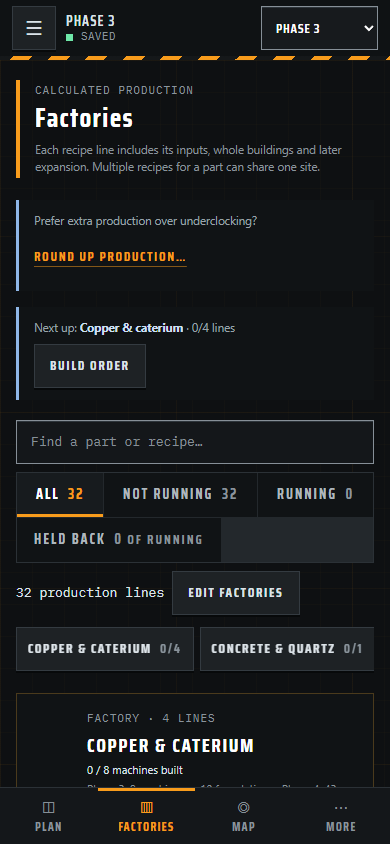 ☰ PHASE 3 PHASE 3
SAVED
CALCULATED PRODUCTION
Factories
Each recipe line includes its inputs, whole buildings and later
expansion. Multiple recipes for a part can share one site.
Prefer extra production over underclocking?
ROUND UP PRODUCTION…
Next up: Copper & caterium · 0/4 lines
BUILD ORDER
Find a part or recipe…
ALL 32 NOT RUNNING 32 RUNNING 0
HELD BACK 0 OF RUNNING
32 production lines EDIT FACTORIES
COPPER & CATERIUM 0/4 CONCRETE & QUARTZ 0/1
FACTORY · 4 LINES
COPPER & CATERIUM
0 / 8 machines built
PLAN FACTORIES MAP MORE